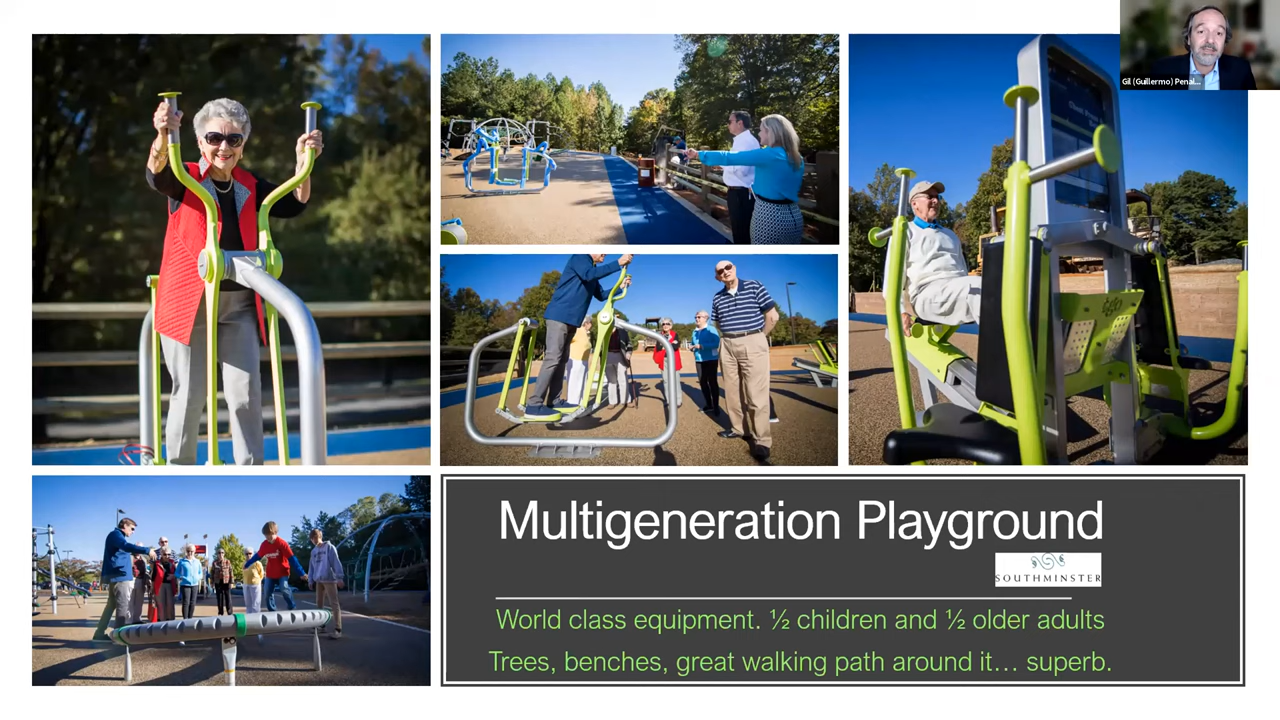 Gil (Guillermo) Penal...
Multigeneration Playground
SOUTHMINSTER
World class equipment. ½ children and ½ older adults
Trees, benches, great walking path around it… superb.